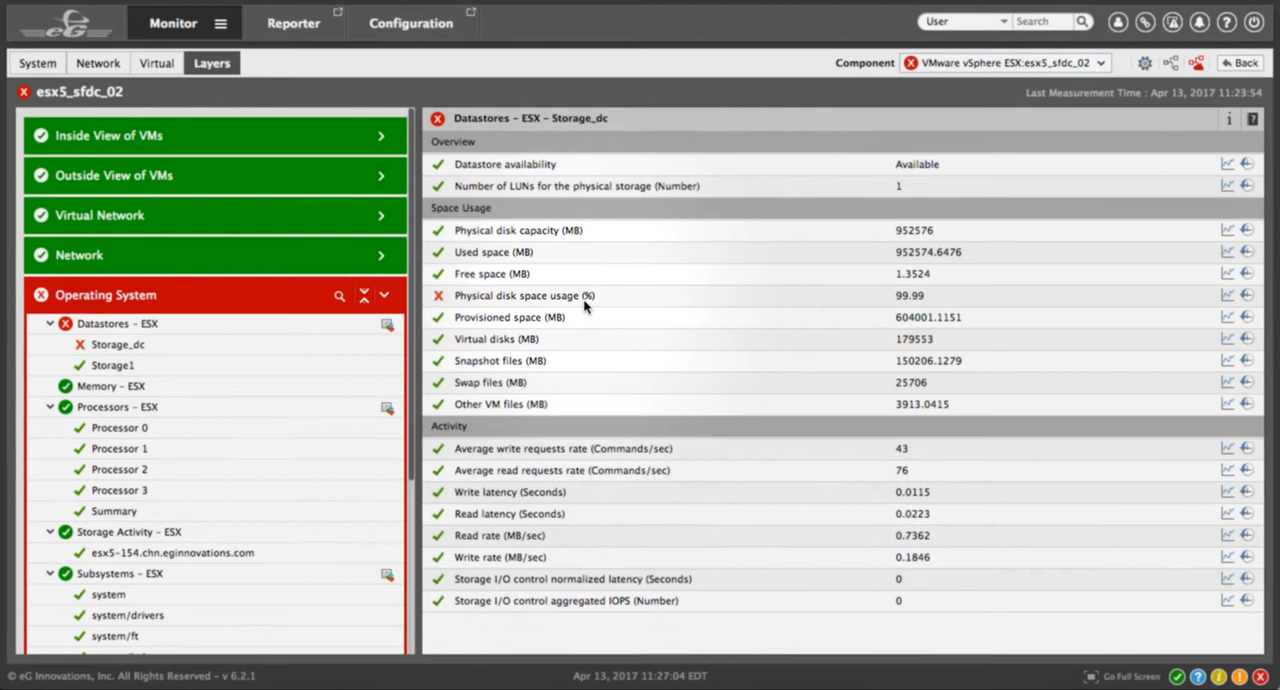 eG
Monitor
Reporter
Configuration
User
Search
System
Network
Virtual
Layers
Component
VMware vSphere ESX:esx5_sfdc_02
Back
esx5_sfdc_02
Last Measurement Time : Apr 13, 2017 11:23:54
Inside View of VMs
Outside View of VMs
Virtual Network
Network
Operating System
Datastores - ESX
Storage_dc
Storage1
Memory - ESX
Processors - ESX
Processor 0
Processor 1
Processor 2
Processor 3
Summary
Storage Activity - ESX
esx5-154.chn.eginnovations.com
Subsystems - ESX
system
system/drivers
system/ft
Datastores - ESX - Storage_dc
Overview
Datastore availability Available
Number of LUNs for the physical storage (Number) 1
Space Usage
Physical disk capacity (MB) 952576
Used space (MB) 952574.6476
Free space (MB) 1.3524
Physical disk space usage (%) 99.99
Provisioned space (MB) 604001.1151
Virtual disks (MB) 179553
Snapshot files (MB) 150206.1279
Swap files (MB) 25706
Other VM files (MB) 3913.0415
Activity
Average write requests rate (Commands/sec) 43
Average read requests rate (Commands/sec) 76
Write latency (Seconds) 0.0115
Read latency (Seconds) 0.0223
Read rate (MB/sec) 0.7362
Write rate (MB/sec) 0.1846
Storage I/O control normalized latency (Seconds) 0
Storage I/O control aggregated IOPS (Number) 0
© eG Innovations, Inc. All Rights Reserved - v 6.2.1
Apr 13, 2017 11:27:04 EDT
Go Full Screen